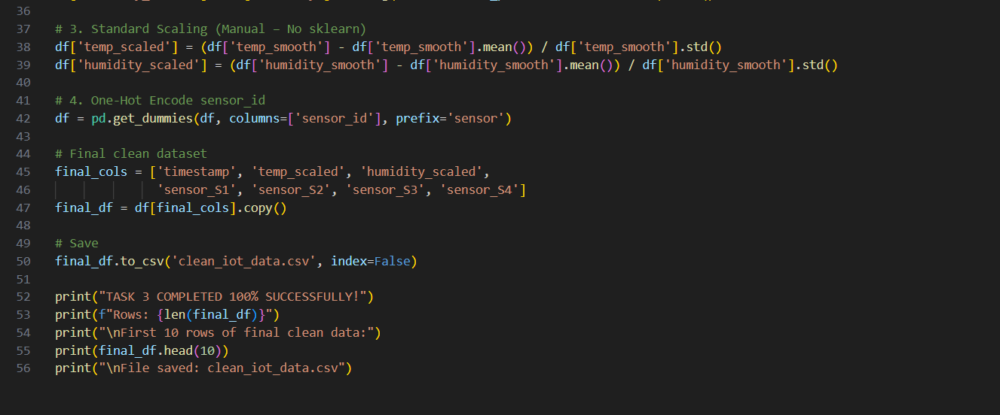 36
37 # 3. Standard Scaling (Manual – No sklearn)
38 df['temp_scaled'] = (df['temp_smooth'] - df['temp_smooth'].mean()) / df['temp_smooth'].std()
39 df['humidity_scaled'] = (df['humidity_smooth'] - df['humidity_smooth'].mean()) / df['humidity_smooth'].std()
40
41 # 4. One-Hot Encode sensor_id
42 df = pd.get_dummies(df, columns=['sensor_id'], prefix='sensor')
43
44 # Final clean dataset
45 final_cols = ['timestamp', 'temp_scaled', 'humidity_scaled',
46               'sensor_S1', 'sensor_S2', 'sensor_S3', 'sensor_S4']
47 final_df = df[final_cols].copy()
48
49 # Save
50 final_df.to_csv('clean_iot_data.csv', index=False)
51
52 print("TASK 3 COMPLETED 100% SUCCESSFULLY!")
53 print(f"Rows: {len(final_df)}")
54 print("\nFirst 10 rows of final clean data:")
55 print(final_df.head(10))
56 print("\nFile saved: clean_iot_data.csv")